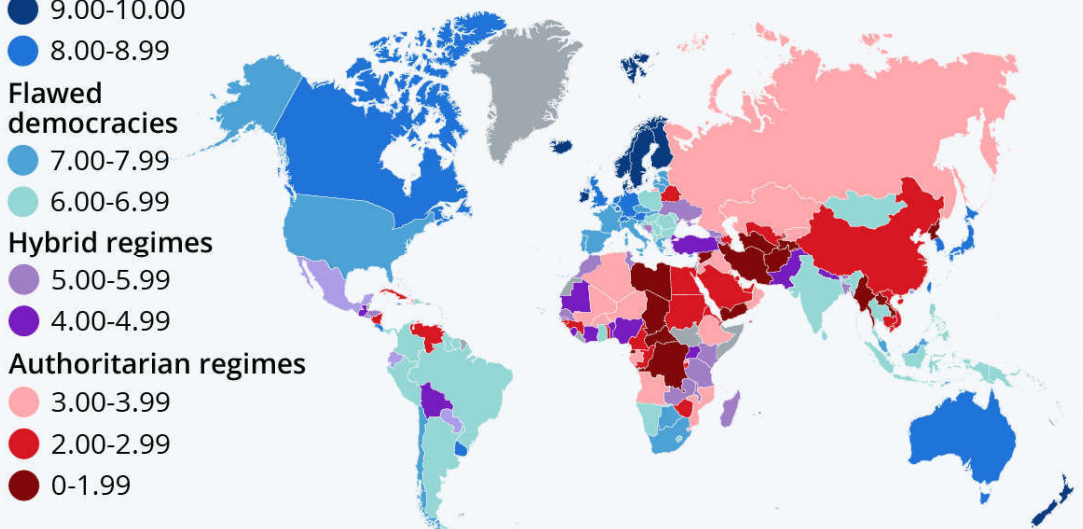 9.00-10.00
8.00-8.99
Flawed
democracies
7.00-7.99
6.00-6.99
Hybrid regimes
5.00-5.99
4.00-4.99
Authoritarian regimes
3.00-3.99
2.00-2.99
0-1.99